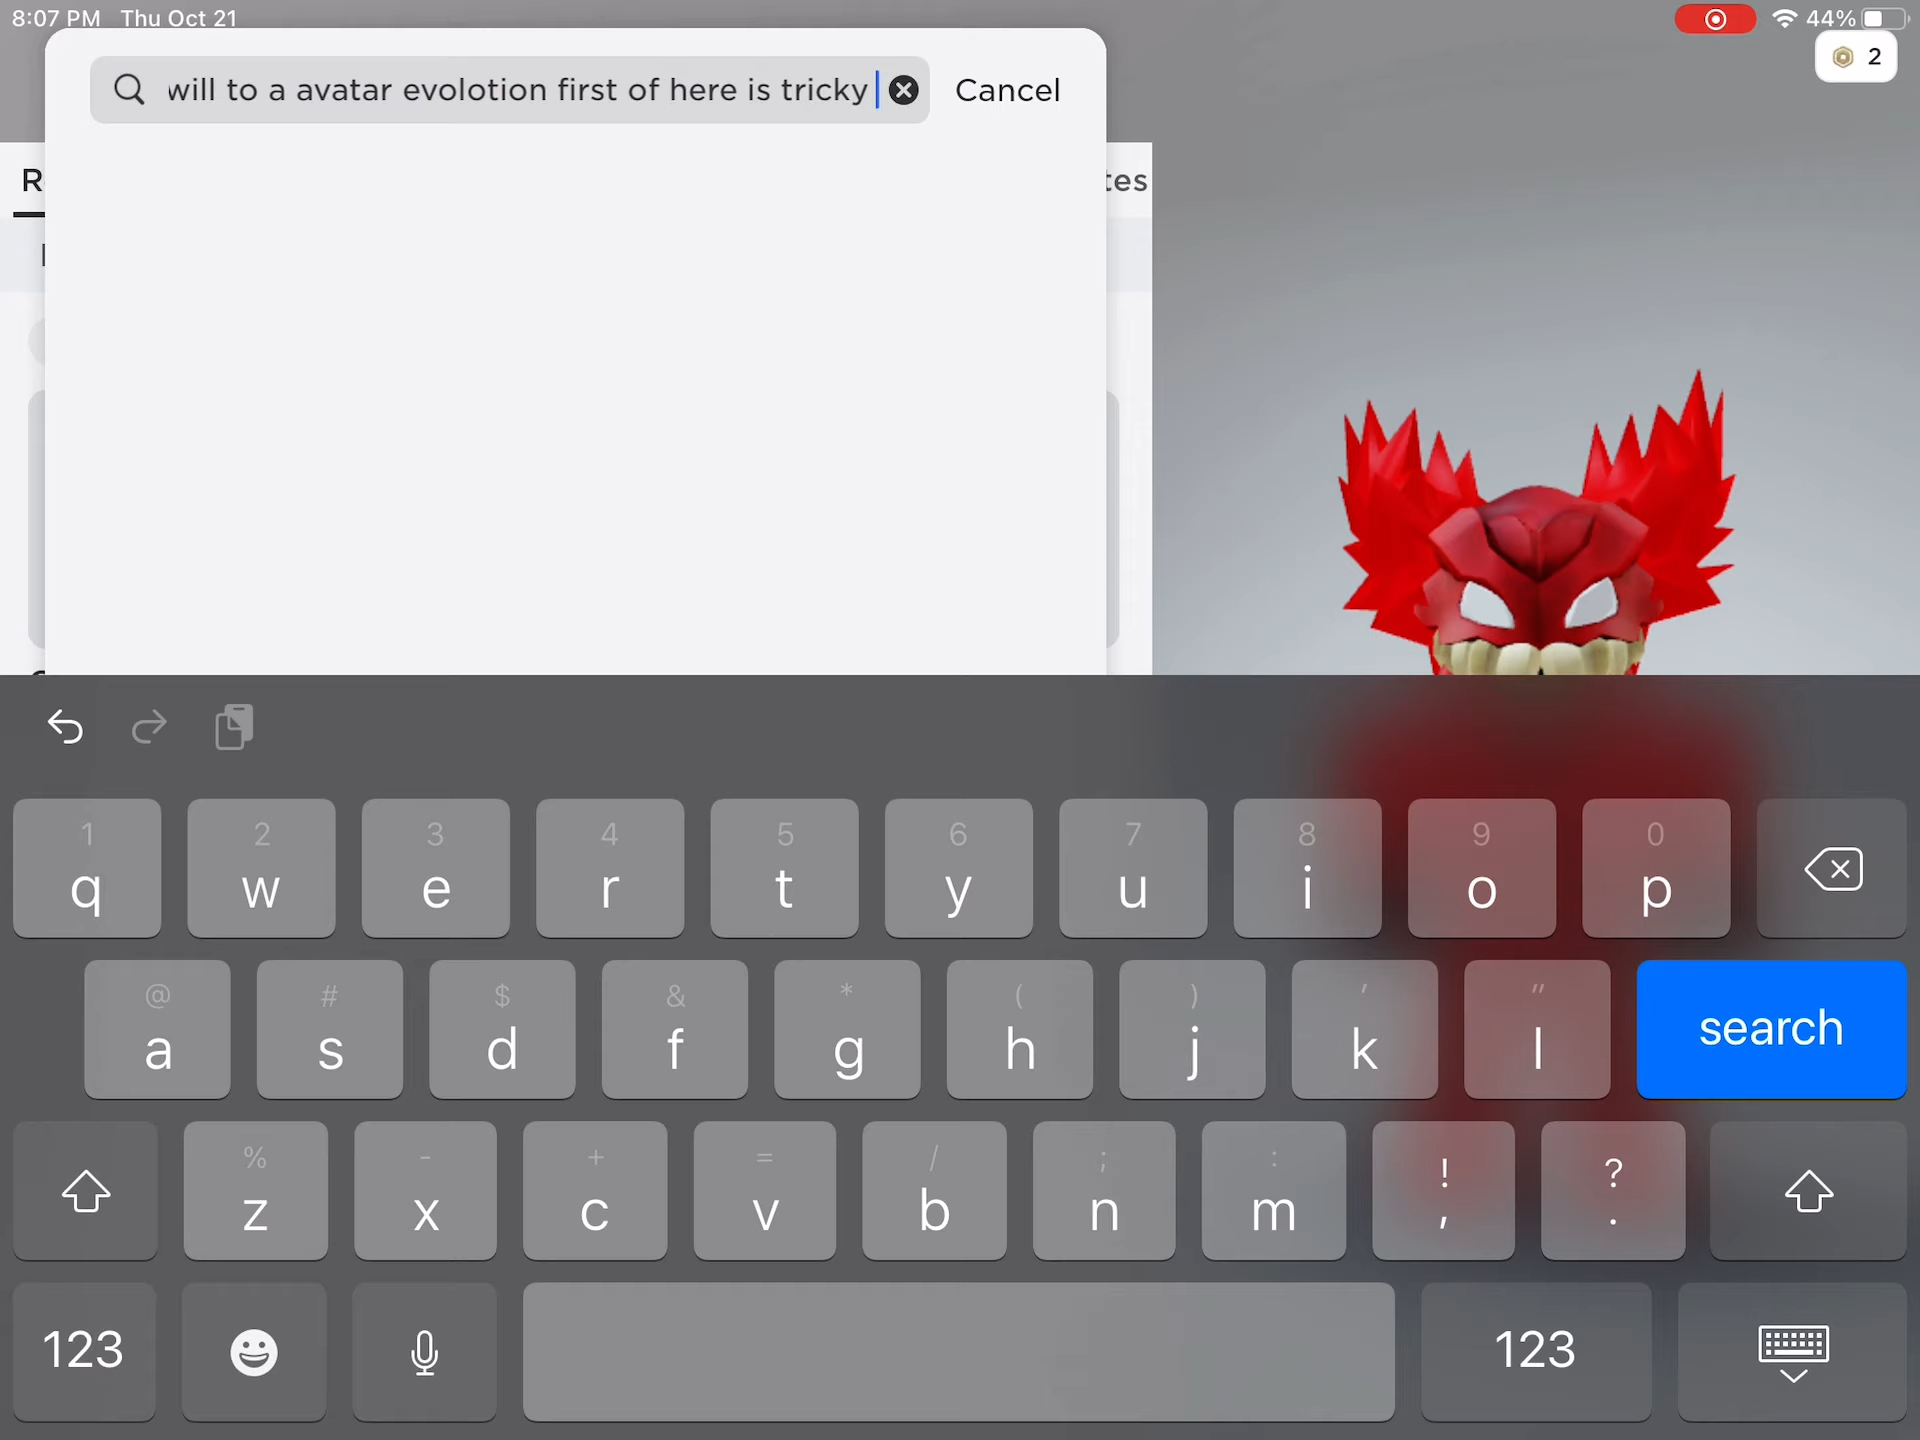 8:07 PM Thu Oct 21
44%
2
will to a avatar evolotion first of here is tricky
Cancel
R
tes
1 2 3 4 5 6 7 8 9 0
q w e r t y u i o p
@ # $ & * ( ) ' "
a s d f g h j k l
search
% - + = / ; : ! ?
z x c v b n m , .
123
123